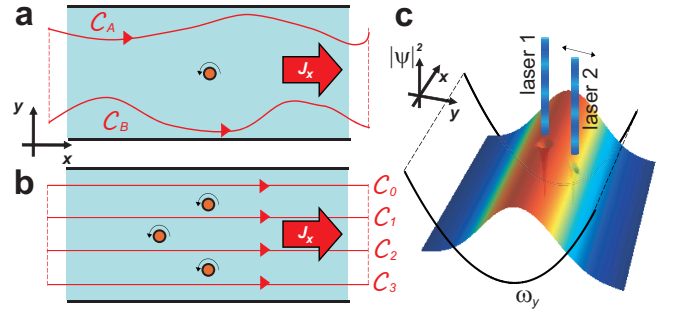 a
C_A
J_x
C_B
y
x
b
C_0
C_1
J_x
C_2
C_3
c
|ψ|²
x
y
laser 1
laser 2
ω_y